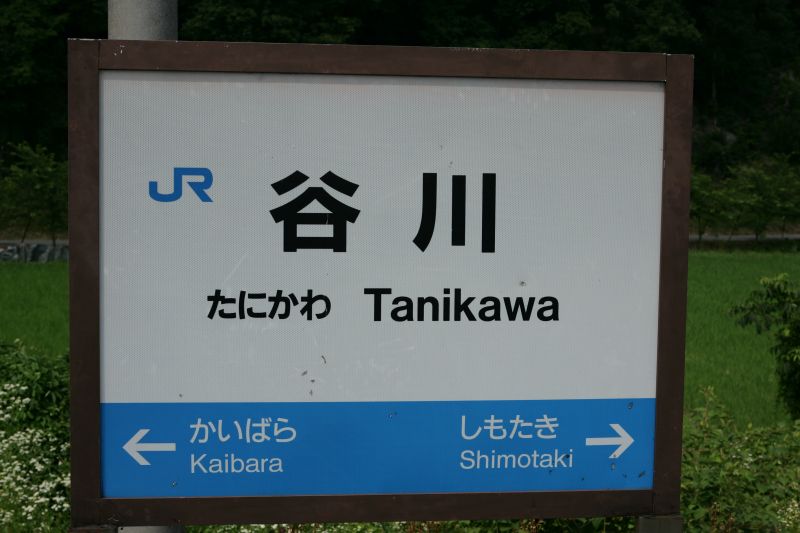 JR 谷川
たにかわ Tanikawa
← かいばら しもたき →
Kaibara Shimotaki